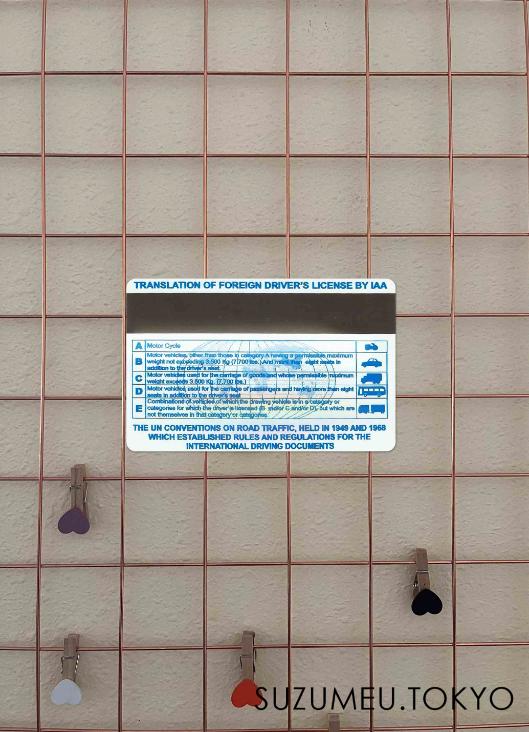 TRANSLATION OF FOREIGN DRIVER'S LICENSE BY IAA
A Motor Cycle
B Motor vehicles, other than those in category A having a permissible maximum
weight not exceeding 3.500 Kg (7,700 lbs.) And more than eight seats in
addition to the driver's seat.
C Motor vehicles used for the carriage of goods and whose permissible maximum
weight exceeds 3.500 Kg. (7,700 lbs.)
D Motor vehicled, used for the carriage of passengers and having more than eight
seats in addition to the driver's seat
E Combinations of vehicles of which the drawing vehicle is in a category or
categories for which the driver is licensed (B and/or C and/or D), but which are
not themselves in that category or categories
THE UN CONVENTIONS ON ROAD TRAFFIC, HELD IN 1949 AND 1968
WHICH ESTABLISHED RULES AND REGULATIONS FOR THE
INTERNATIONAL DRIVING DOCUMENTS
SUZUMEU.TOKYO